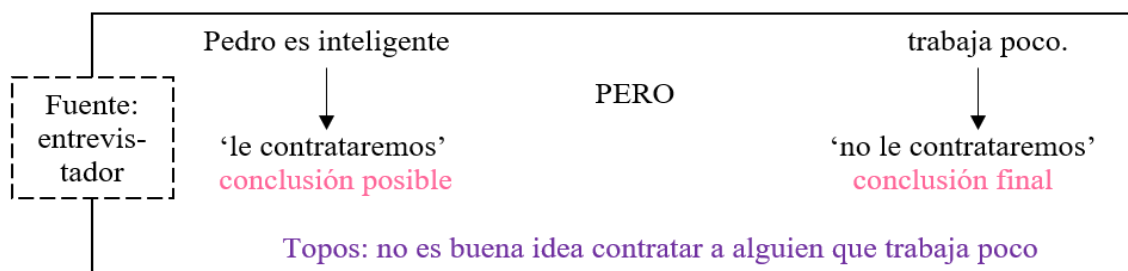 Pedro es inteligente
trabaja poco.
Fuente:
entrevis-
tador
PERO
‘le contrataremos’
conclusión posible
‘no le contrataremos’
conclusión final
Topos: no es buena idea contratar a alguien que trabaja poco